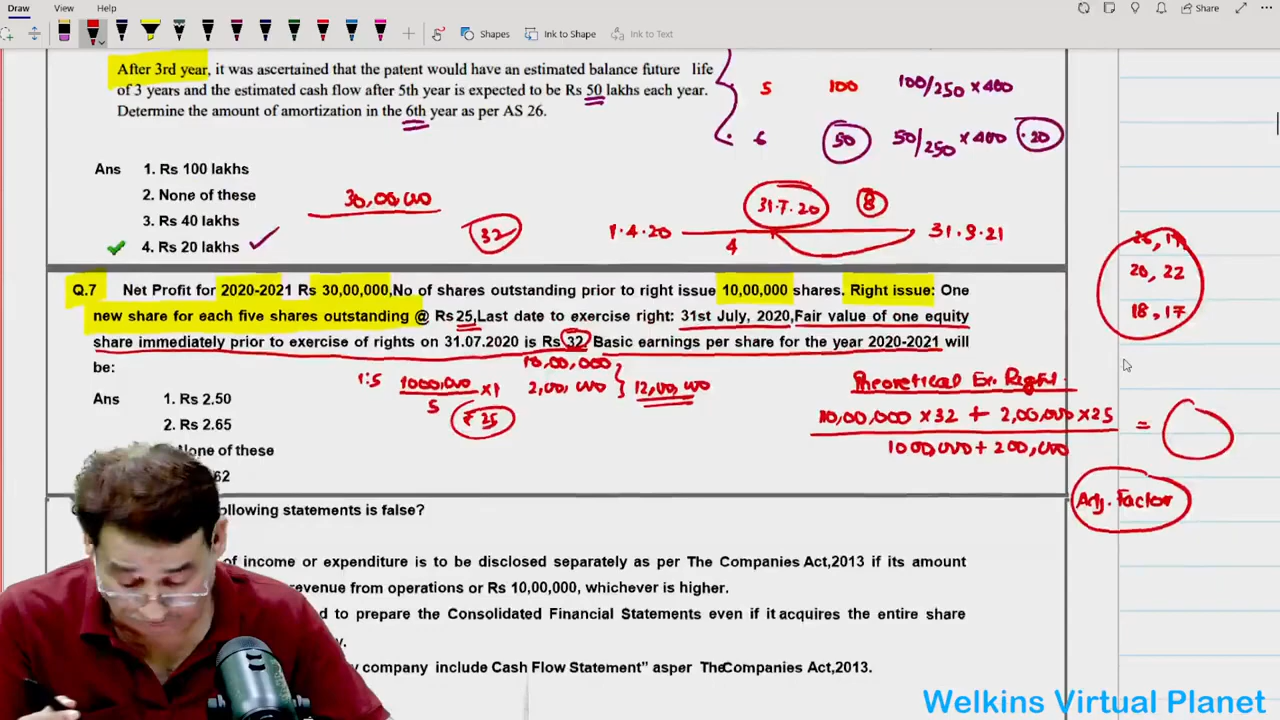 Draw View Help
Shapes Ink to Shape Ink to Text Share
After 3rd year, it was ascertained that the patent would have an estimated balance future life
of 3 years and the estimated cash flow after 5th year is expected to be Rs 50 lakhs each year.
Determine the amount of amortization in the 6th year as per AS 26.
5 100 100/250 × 400
6 50 50/250 × 400 20
Ans 1. Rs 100 lakhs
2. None of these
3. Rs 40 lakhs
4. Rs 20 lakhs
30,00,000
32
31.7.20 8
1.4.20 31.3.21
4
20, 22
18, 17
Q.7 Net Profit for 2020-2021 Rs 30,00,000,No of shares outstanding prior to right issue 10,00,000 shares. Right issue: One
new share for each five shares outstanding @ Rs 25,Last date to exercise right: 31st July, 2020,Fair value of one equity
share immediately prior to exercise of rights on 31.07.2020 is Rs 32. Basic earnings per share for the year 2020-2021 will
be:
1:5 1000,000 × 1
5
₹25
10,00,000
2,00,000 } 12,00,000
Theoretical Ex. Right
10,00,000 × 32 + 2,00,000 × 25 =
1000,000 + 200,000
Adj. Factor
Ans 1. Rs 2.50
2. Rs 2.65
None of these
62
following statements is false?
of income or expenditure is to be disclosed separately as per The Companies Act,2013 if its amount
revenue from operations or Rs 10,00,000, whichever is higher.
to prepare the Consolidated Financial Statements even if it acquires the entire share
company include Cash Flow Statement" asper The Companies Act,2013.
Welkins Virtual Planet